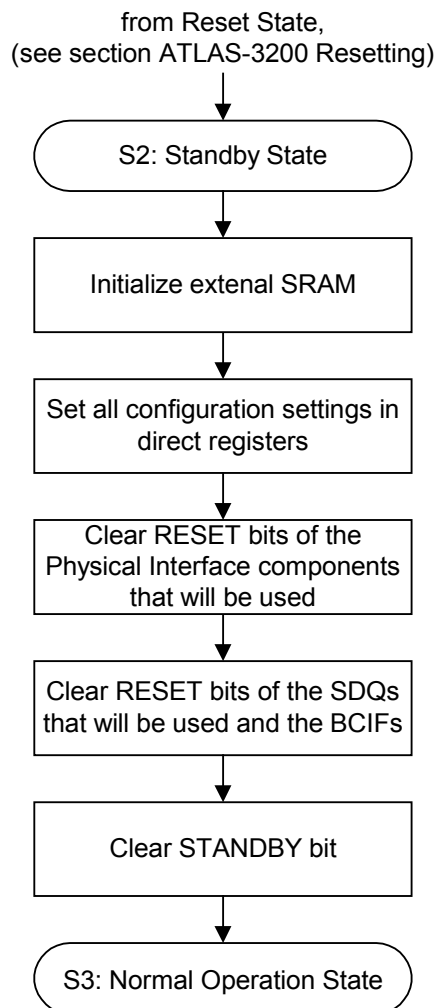 from Reset State,
(see section ATLAS-3200 Resetting)
S2: Standby State
Initialize extenal SRAM
Set all configuration settings in
direct registers
Clear RESET bits of the
Physical Interface components
that will be used
Clear RESET bits of the SDQs
that will be used and the BCIFs
Clear STANDBY bit
S3: Normal Operation State